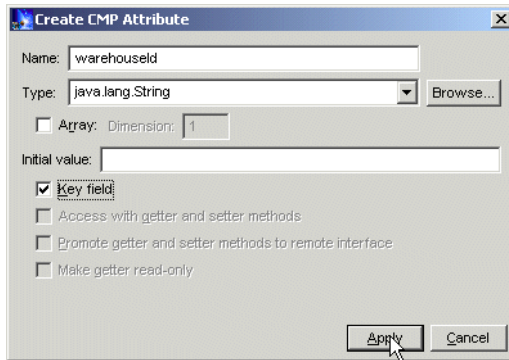 Create CMP Attribute
Name: warehouseId
Type: java.lang.String Browse...
Array: Dimension: 1
Initial value:
Key field
Access with getter and setter methods
Promote getter and setter methods to remote interface
Make getter read-only
Apply Cancel